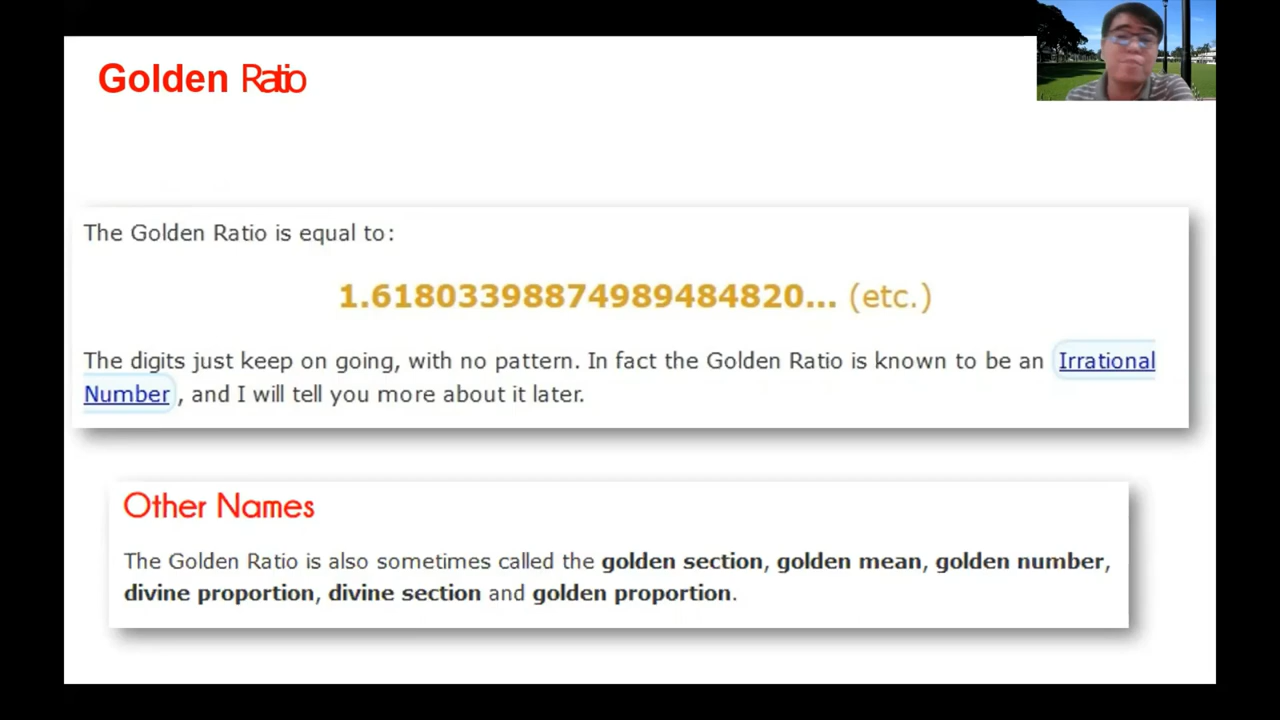 Golden Ratio
The Golden Ratio is equal to:
1.61803398874989484820... (etc.)
The digits just keep on going, with no pattern. In fact the Golden Ratio is known to be an Irrational
Number, and I will tell you more about it later.
Other Names
The Golden Ratio is also sometimes called the golden section, golden mean, golden number,
divine proportion, divine section and golden proportion.